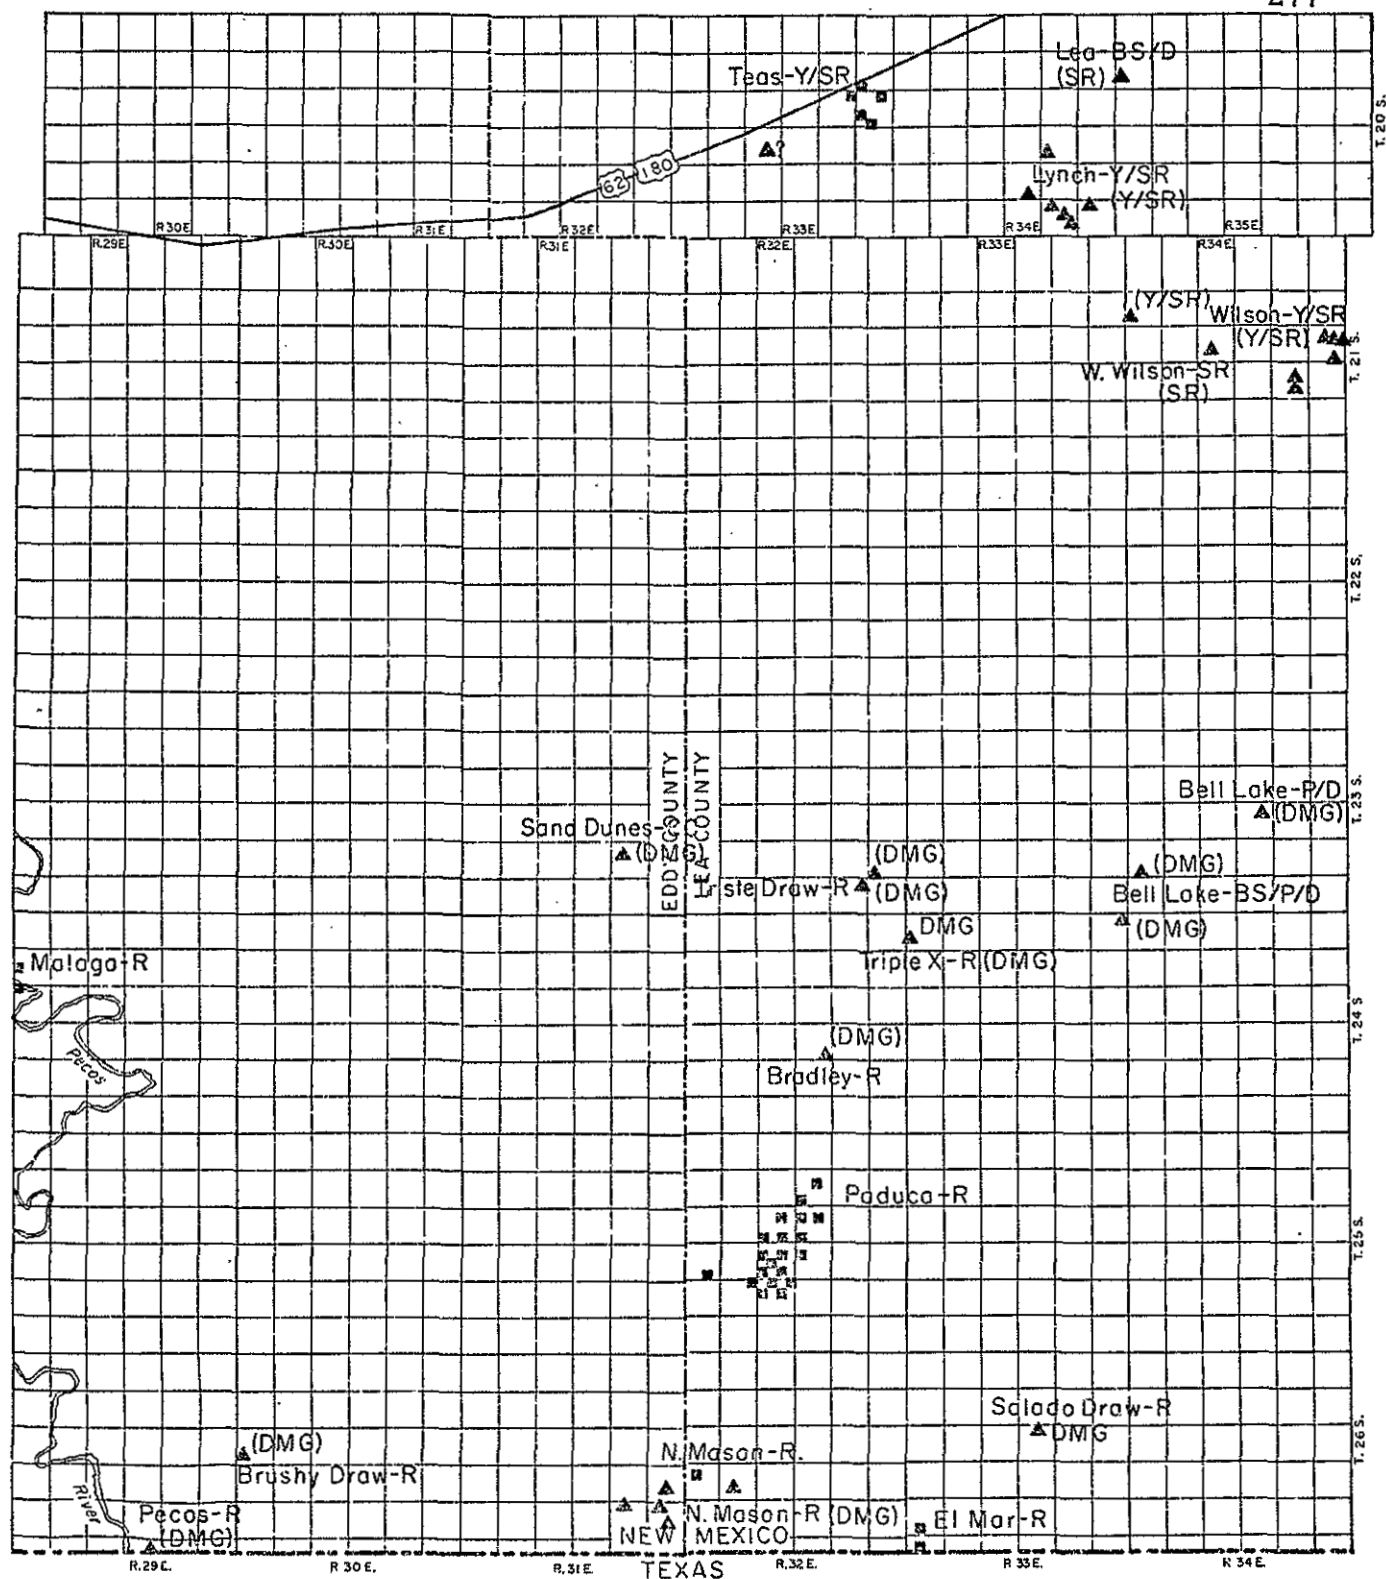 277
Lea-BS/D
Teas-Y/SR
(SR)
T. 20 S.
?
62 180
Lynch-Y/SR
(Y/SR)
R.30E. R.31E. R.32E. R.33E. R.34E. R.35E.
R.29E. R.30E. R.31E. R.32E. R.33E. R.34E.
(Y/SR)
Wilson-Y/SR
(Y/SR)
T. 21 S.
W. Wilson-SR
(SR)
T. 22 S.
EDDY COUNTY
LEA COUNTY
Bell Lake-P/D
(DMG)
T. 23 S.
Sand Dunes-R
(DMG)
(DMG)
(DMG)
Triste Draw-R
(DMG)
Bell Lake-BS/P/D
(DMG)
DMG
Triple X-R (DMG)
Malaga-R
T. 24 S.
(DMG)
Pecos
Bradley-R
Paduca-R
T. 25 S.
Salado Draw-R
DMG
(DMG)
N. Mason-R.
T. 26 S.
Brushy Draw-R
River
Pecos-R
(DMG)
N. Mason-R (DMG)
El Mar-R
NEW MEXICO
R.29E. R.30E. R.31E. TEXAS R.32E. R.33E. R.34E.